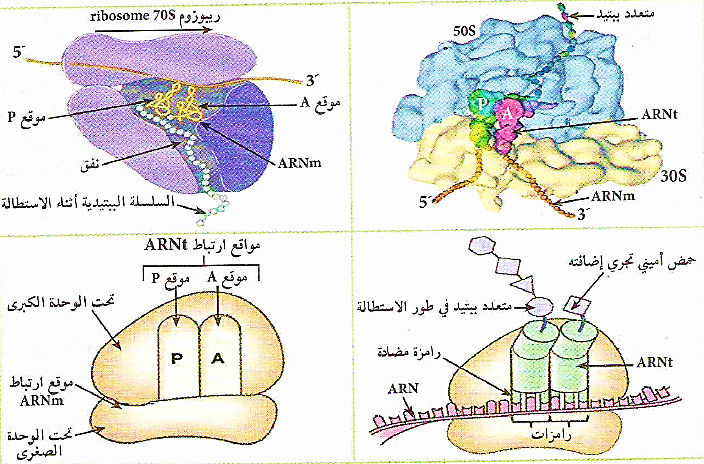 ribosome 70S ريبوزوم
5´
3´
موقع P
موقع A
نفق
ARNm
السلسلة الببتيدية أثناء الاستطالة
متعدد ببتيد
50S
P
A
ARNt
30S
ARNm
5´
3´
مواقع ارتباط ARNt
موقع P
موقع A
تحت الوحدة الكبرى
P
A
موقع ارتباط
ARNm
تحت الوحدة
الصغرى
حمض أميني تجري إضافته
متعدد ببتيد في طور الاستطالة
رامزة مضادة
ARNt
ARN
رامزات